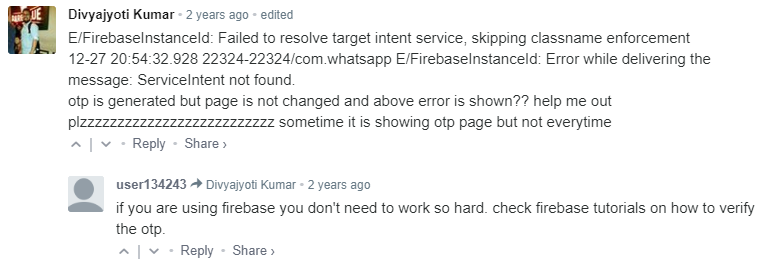 Divyajyoti Kumar • 2 years ago • edited
E/FirebaseInstanceId: Failed to resolve target intent service, skipping classname enforcement
12-27 20:54:32.928 22324-22324/com.whatsapp E/FirebaseInstanceId: Error while delivering the
message: ServiceIntent not found.
otp is generated but page is not changed and above error is shown?? help me out
plzzzzzzzzzzzzzzzzzzzzzzzzzz sometime it is showing otp page but not everytime
Reply • Share ›
user134243 Divyajyoti Kumar • 2 years ago
if you are using firebase you don't need to work so hard. check firebase tutorials on how to verify
the otp.
Reply • Share ›